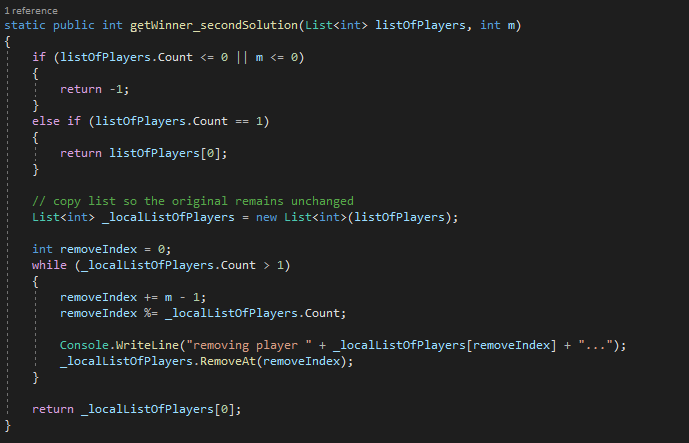 1 reference
static public int getWinner_secondSolution(List<int> listOfPlayers, int m)
{
    if (listOfPlayers.Count <= 0 || m <= 0)
    {
        return -1;
    }
    else if (listOfPlayers.Count == 1)
    {
        return listOfPlayers[0];
    }

    // copy list so the original remains unchanged
    List<int> _localListOfPlayers = new List<int>(listOfPlayers);

    int removeIndex = 0;
    while (_localListOfPlayers.Count > 1)
    {
        removeIndex += m - 1;
        removeIndex %= _localListOfPlayers.Count;

        Console.WriteLine("removing player " + _localListOfPlayers[removeIndex] + "...");
        _localListOfPlayers.RemoveAt(removeIndex);
    }

    return _localListOfPlayers[0];
}